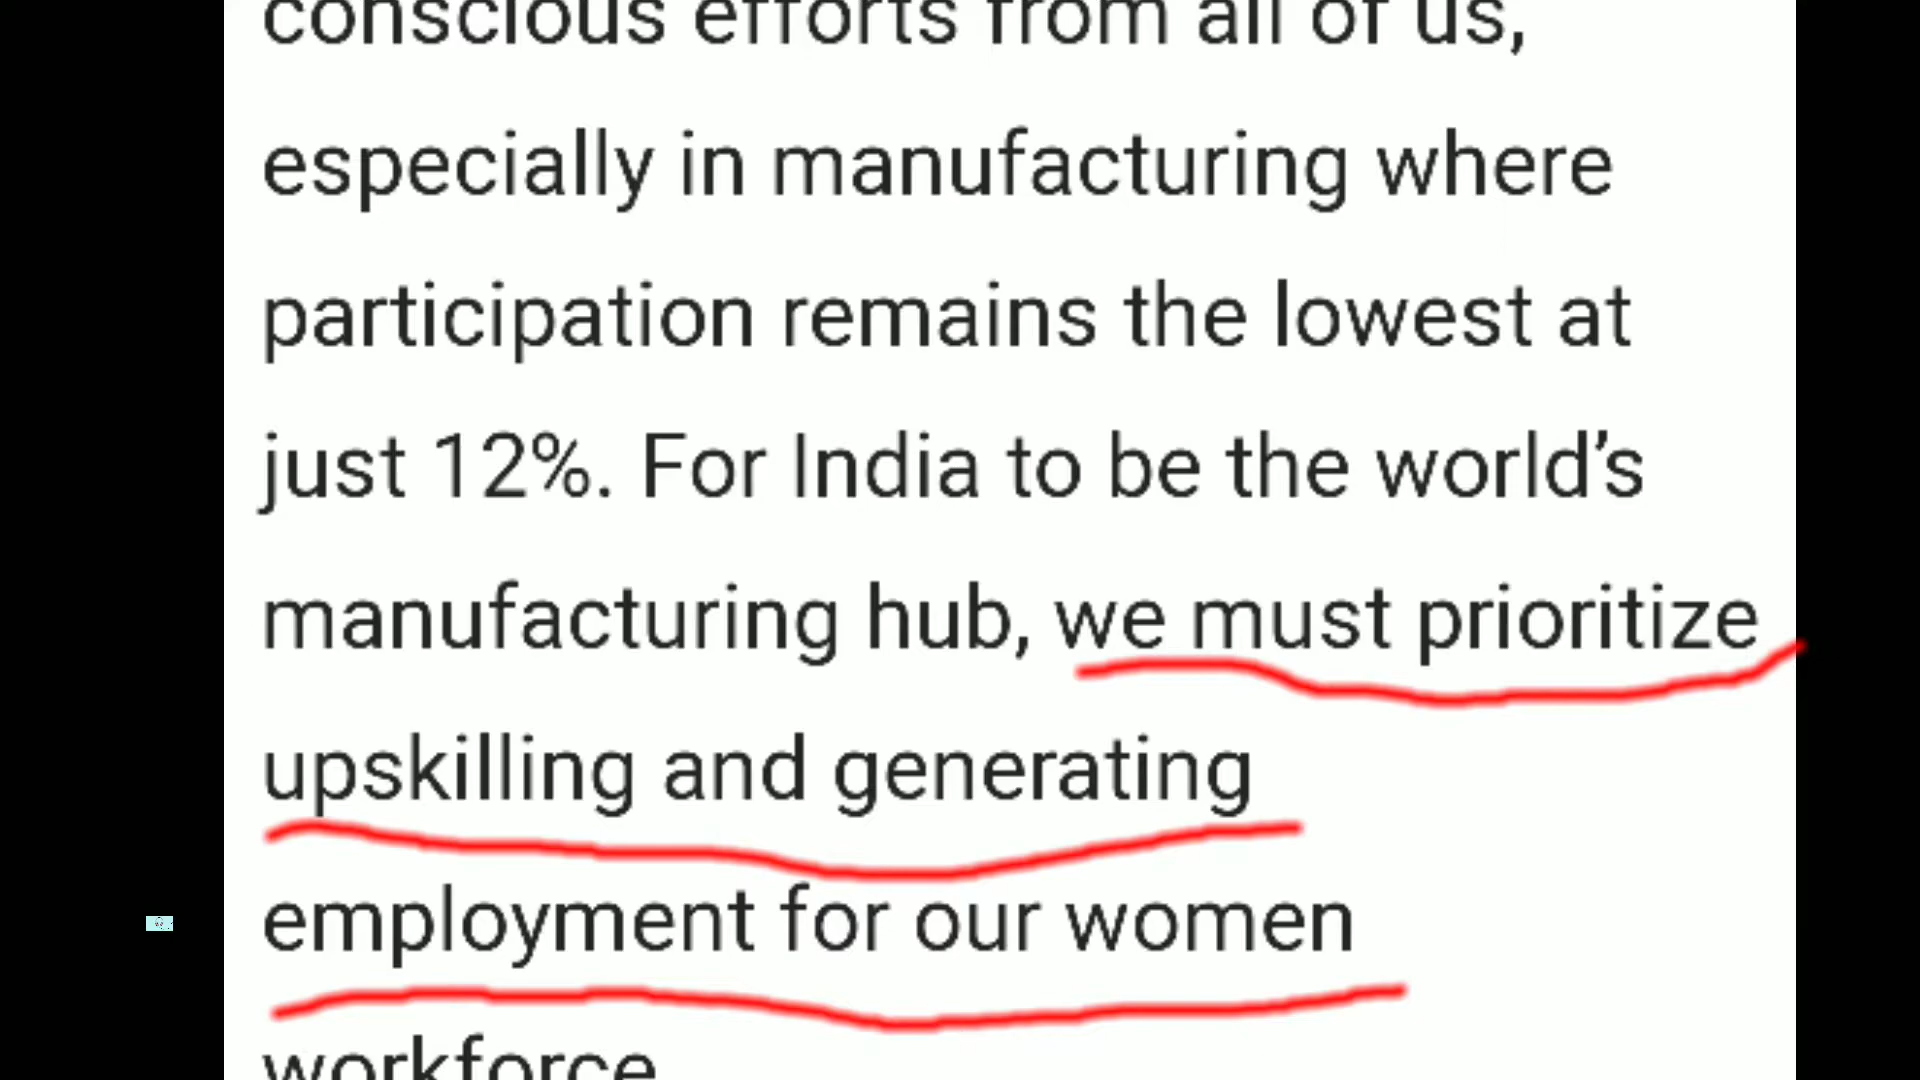 conscious efforts from all of us,
especially in manufacturing where
participation remains the lowest at
just 12%. For India to be the world’s
manufacturing hub, we must prioritize
upskilling and generating
employment for our women
workforce